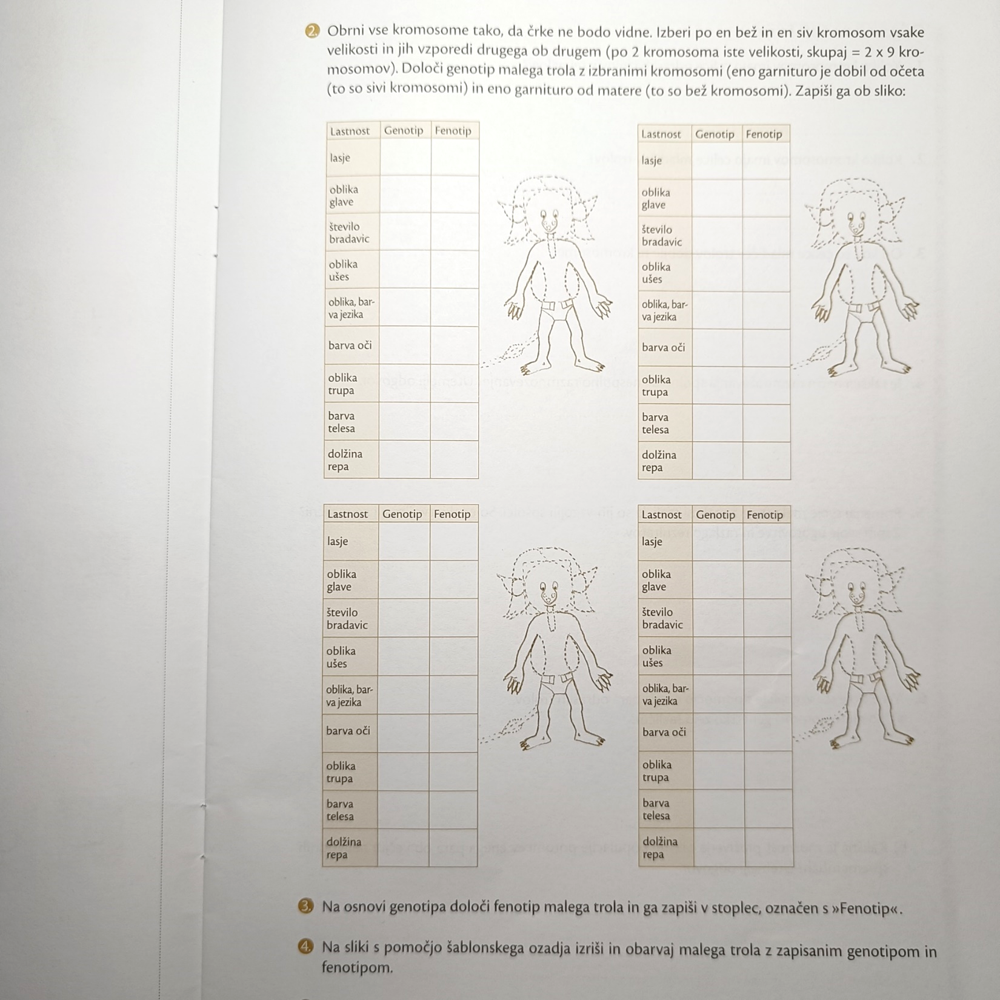 2. Obrni vse kromosome tako, da črke ne bodo vidne. Izberi po en bež in en siv kromosom vsake
velikosti in jih vzporedi drugega ob drugem (po 2 kromosoma iste velikosti, skupaj = 2 x 9 kro-
mosomov). Določi genotip malega trola z izbranimi kromosomi (eno garnituro je dobil od očeta
(to so sivi kromosomi) in eno garnituro od matere (to so bež kromosomi). Zapiši ga ob sliko:
Lastnost Genotip Fenotip
lasje
oblika
glave
število
bradavic
oblika
ušes
oblika, bar-
va jezika
barva oči
oblika
trupa
barva
telesa
dolžina
repa
Lastnost Genotip Fenotip
lasje
oblika
glave
število
bradavic
oblika
ušes
oblika, bar-
va jezika
barva oči
oblika
trupa
barva
telesa
dolžina
repa
Lastnost Genotip Fenotip
lasje
oblika
glave
število
bradavic
oblika
ušes
oblika, bar-
va jezika
barva oči
oblika
trupa
barva
telesa
dolžina
repa
Lastnost Genotip Fenotip
lasje
oblika
glave
število
bradavic
oblika
ušes
oblika, bar-
va jezika
barva oči
oblika
trupa
barva
telesa
dolžina
repa
3. Na osnovi genotipa določi fenotip malega trola in ga zapiši v stoplec, označen s »Fenotip«.
4. Na sliki s pomočjo šablonskega ozadja izriši in obarvaj malega trola z zapisanim genotipom in
fenotipom.